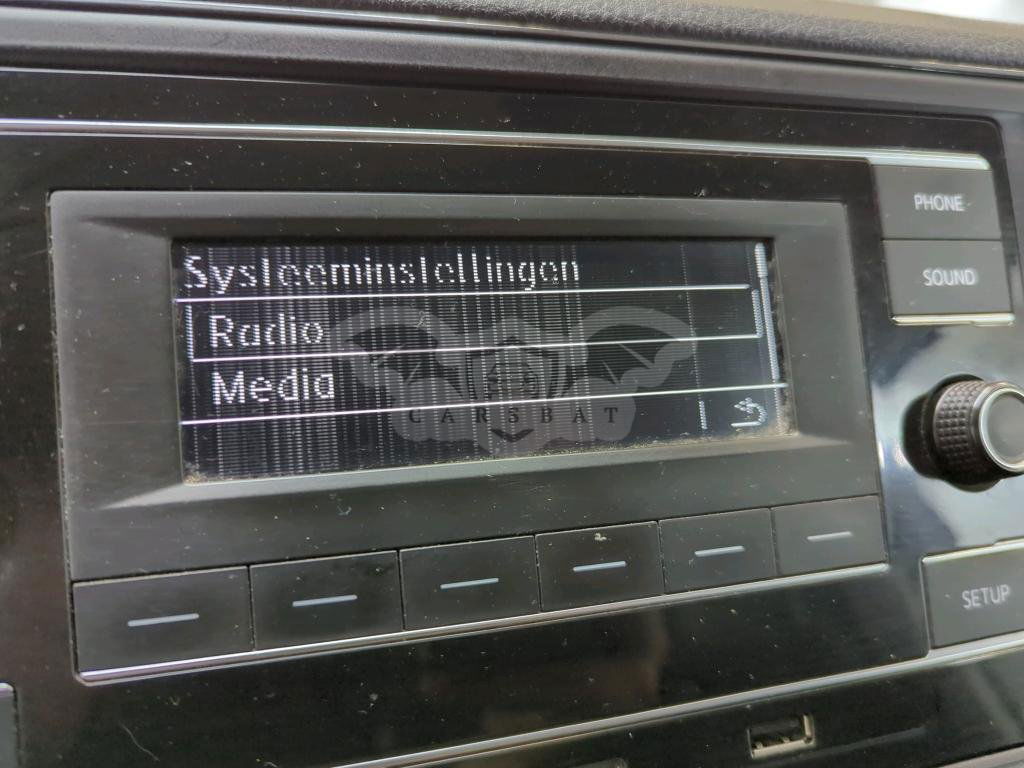 PHONE
SOUND
Systeeminstellingen
Radio
Media
CARSBAT
SETUP